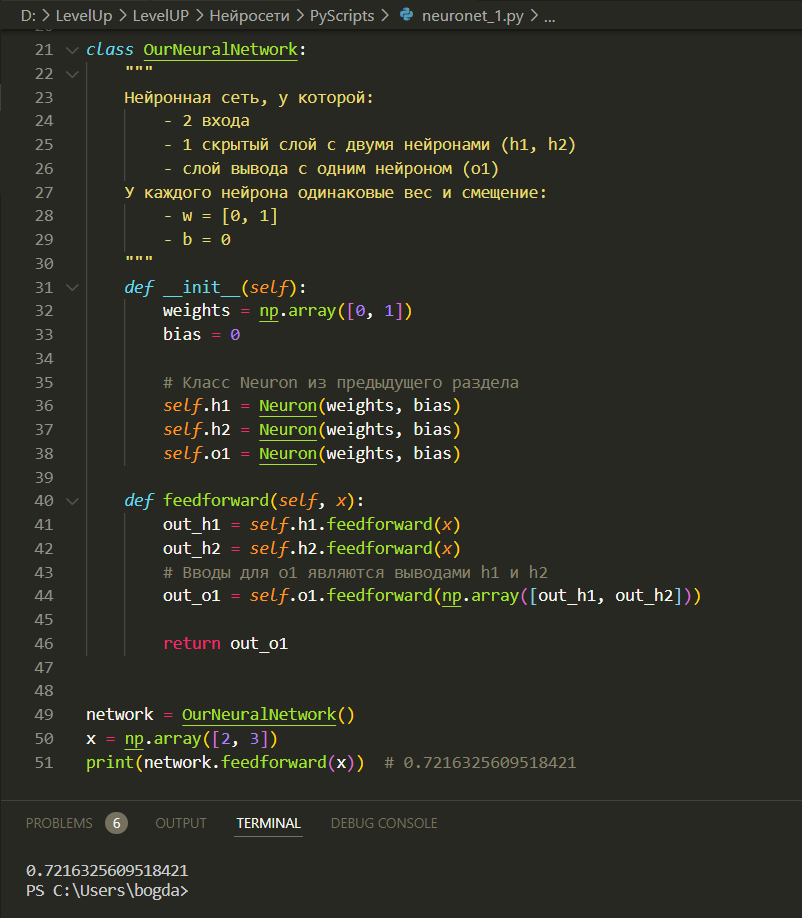 D: > LevelUp > LevelUP > Нейросети > PyScripts > neuronet_1.py > ...
21 class OurNeuralNetwork:
22     """
23     Нейронная сеть, у которой:
24         - 2 входа
25         - 1 скрытый слой с двумя нейронами (h1, h2)
26         - слой вывода с одним нейроном (o1)
27     У каждого нейрона одинаковые вес и смещение:
28         - w = [0, 1]
29         - b = 0
30     """
31     def __init__(self):
32         weights = np.array([0, 1])
33         bias = 0
34
35         # Класс Neuron из предыдущего раздела
36         self.h1 = Neuron(weights, bias)
37         self.h2 = Neuron(weights, bias)
38         self.o1 = Neuron(weights, bias)
39
40     def feedforward(self, x):
41         out_h1 = self.h1.feedforward(x)
42         out_h2 = self.h2.feedforward(x)
43         # Вводы для о1 являются выводами h1 и h2
44         out_o1 = self.o1.feedforward(np.array([out_h1, out_h2]))
45
46         return out_o1
47
48
49 network = OurNeuralNetwork()
50 x = np.array([2, 3])
51 print(network.feedforward(x))  # 0.7216325609518421
PROBLEMS 6 OUTPUT TERMINAL DEBUG CONSOLE
0.7216325609518421
PS C:\Users\bogda>